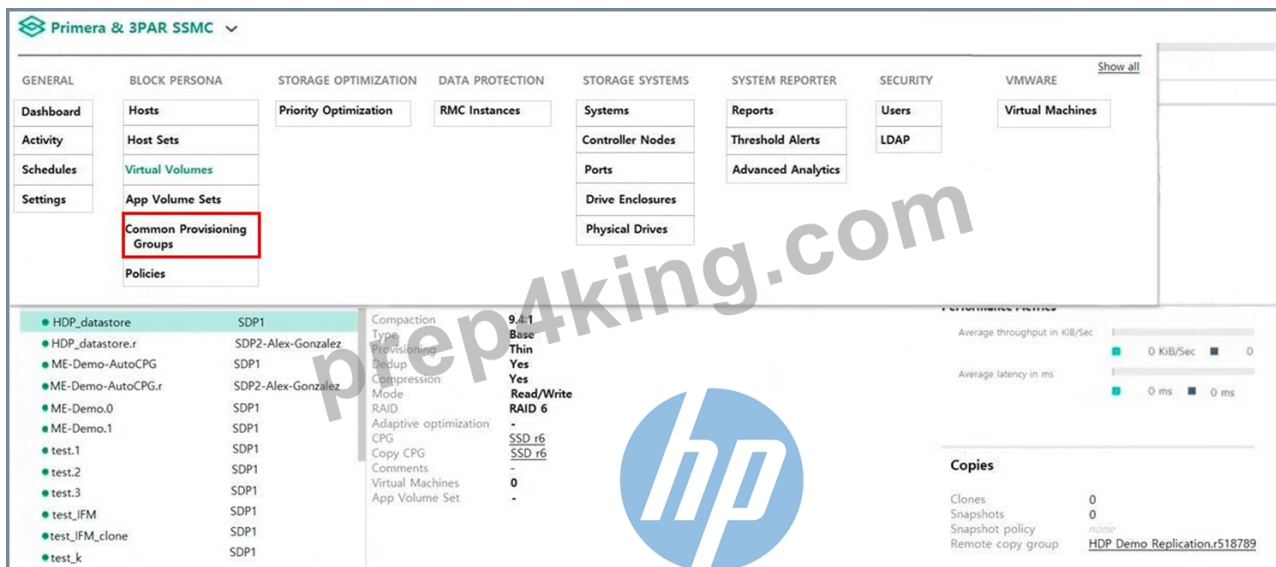 Primera & 3PAR SSMC
Show all
GENERAL BLOCK PERSONA STORAGE OPTIMIZATION DATA PROTECTION STORAGE SYSTEMS SYSTEM REPORTER SECURITY VMWARE
Dashboard Hosts Priority Optimization RMC Instances Systems Reports Users Virtual Machines
Activity Host Sets Controller Nodes Threshold Alerts LDAP
Schedules Virtual Volumes Ports Advanced Analytics
Settings App Volume Sets Drive Enclosures
Common Provisioning Physical Drives
Groups
Policies
prep4king.com
HDP_datastore SDP1 Compaction 9.4:1 Performance Metrics
HDP_datastore.r SDP2-Alex-Gonzalez Type Base Average throughput in KiB/Sec
Provisioning Thin 0 KiB/Sec 0
ME-Demo-AutoCPG SDP1 Dedup Yes Average latency in ms
ME-Demo-AutoCPG.r SDP2-Alex-Gonzalez Compression Yes 0 ms 0 ms
Mode Read/Write
ME-Demo.0 SDP1 RAID RAID 6
ME-Demo.1 SDP1 Adaptive optimization -
test.1 SDP1 CPG SSD r6
test.2 SDP1 Copy CPG SSD r6 Copies
Comments -
test.3 SDP1 Virtual Machines 0 Clones 0
test_IFM SDP1 App Volume Set - Snapshots 0
test_IFM_clone SDP1 Snapshot policy none
test_k SDP1 Remote copy group HDP Demo Replication.r518789
hp